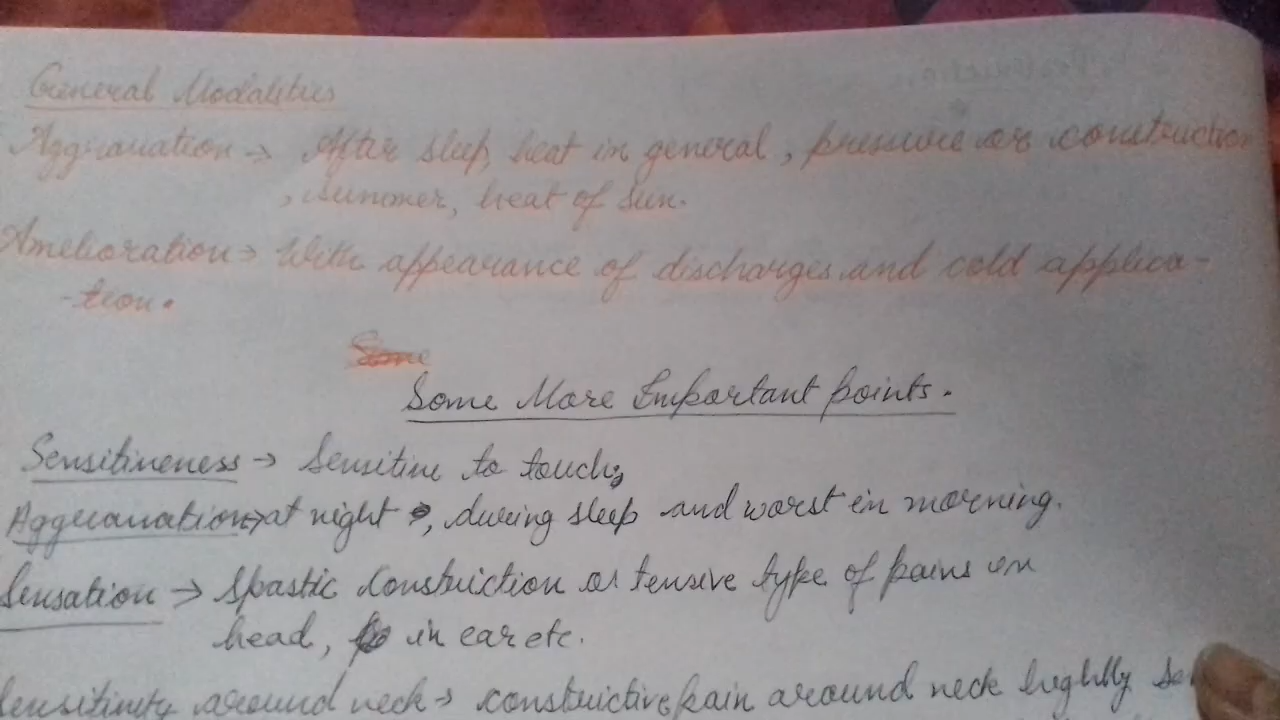 General Modalities
Aggravation → After sleep, heat in general, pressure or construction
, summer, heat of sun.
Amelioration → With appearance of discharges and cold applica-
-tion.
Some
Some More Important points.
Sensitiveness → Sensitive to touch,
Aggravation → at night, during sleep and worst in morning.
Sensation → Spastic constriction or tensive type of pains in
head, in ear etc.
Sensitivity around neck → constrictive pain around neck highly